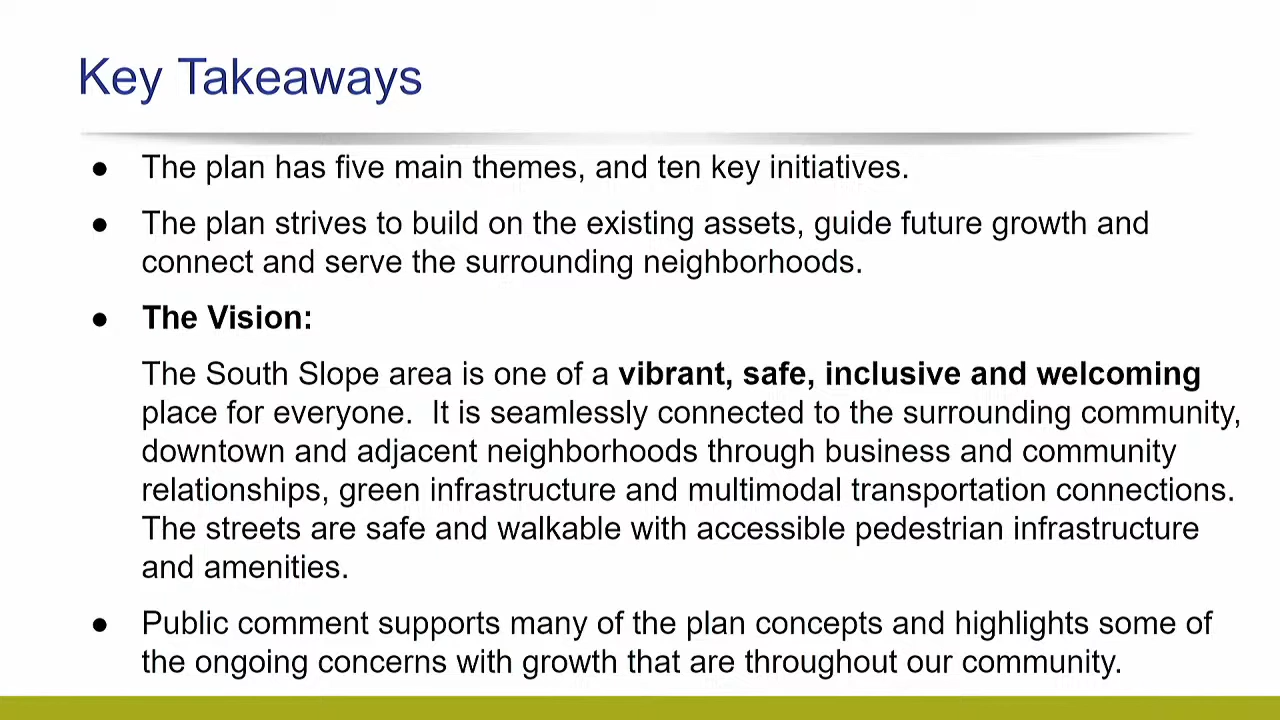 Key Takeaways
● The plan has five main themes, and ten key initiatives.
● The plan strives to build on the existing assets, guide future growth and
connect and serve the surrounding neighborhoods.
● The Vision:
The South Slope area is one of a vibrant, safe, inclusive and welcoming
place for everyone.  It is seamlessly connected to the surrounding community,
downtown and adjacent neighborhoods through business and community
relationships, green infrastructure and multimodal transportation connections.
The streets are safe and walkable with accessible pedestrian infrastructure
and amenities.
● Public comment supports many of the plan concepts and highlights some of
the ongoing concerns with growth that are throughout our community.